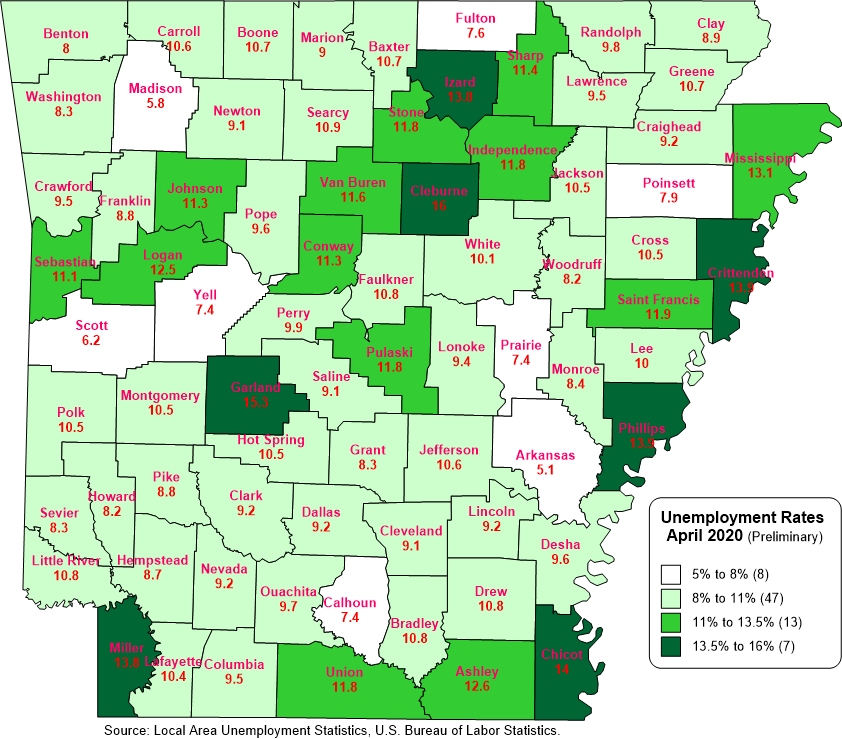 Benton
8
Carroll
10.6
Boone
10.7
Marion
9
Baxter
10.7
Fulton
7.6
Sharp
11.4
Randolph
9.8
Clay
8.9
Greene
10.7
Lawrence
9.5
Izard
13.8
Washington
8.3
Madison
5.8
Newton
9.1
Searcy
10.9
Stone
11.8
Craighead
9.2
Independence
11.8
Mississippi
13.1
Jackson
10.5
Poinsett
7.9
Crawford
9.5
Franklin
8.8
Johnson
11.3
Van Buren
11.6
Cleburne
16
Pope
9.6
Conway
11.3
White
10.1
Cross
10.5
Woodruff
8.2
Crittenden
13.9
Sebastian
11.1
Logan
12.5
Yell
7.4
Faulkner
10.8
Saint Francis
11.9
Scott
6.2
Perry
9.9
Pulaski
11.8
Lonoke
9.4
Prairie
7.4
Lee
10
Monroe
8.4
Saline
9.1
Garland
15.3
Montgomery
10.5
Polk
10.5
Phillips
13.5
Hot Spring
10.5
Grant
8.3
Jefferson
10.6
Arkansas
5.1
Pike
8.8
Howard
8.2
Clark
9.2
Sevier
8.3
Dallas
9.2
Cleveland
9.1
Lincoln
9.2
Desha
9.6
Little River
10.8
Hempstead
8.7
Nevada
9.2
Ouachita
9.7
Calhoun
7.4
Bradley
10.8
Drew
10.8
Miller
13.8
Lafayette
10.4
Columbia
9.5
Union
11.8
Ashley
12.6
Chicot
14
Unemployment Rates
April 2020 (Preliminary)
5% to 8% (8)
8% to 11% (47)
11% to 13.5% (13)
13.5% to 16% (7)
Source: Local Area Unemployment Statistics, U.S. Bureau of Labor Statistics.